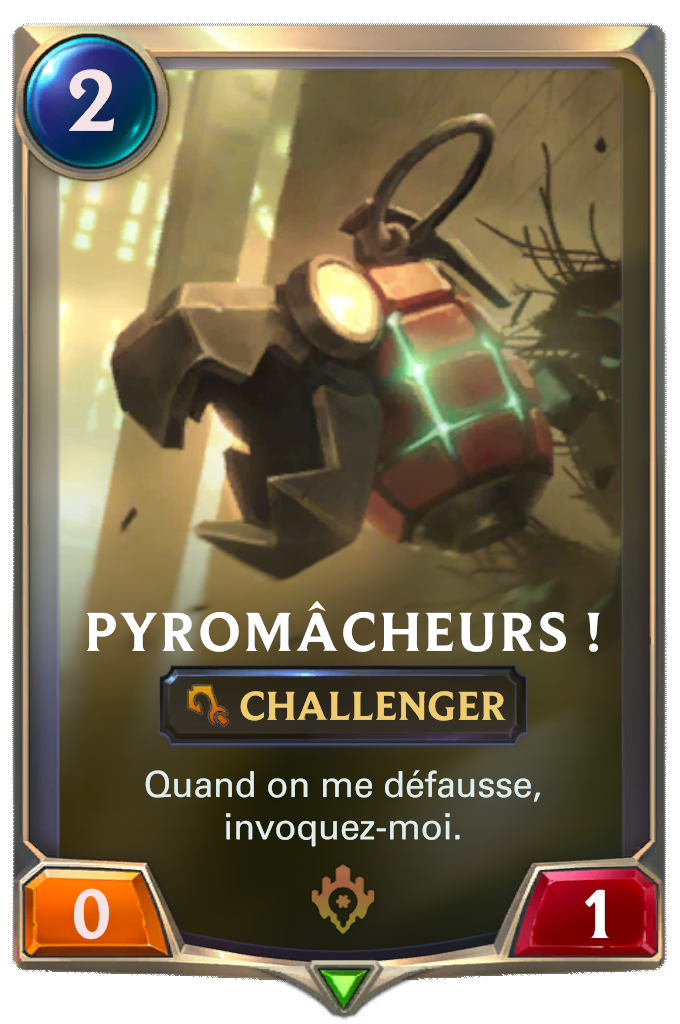 2
PYROMÂCHEURS !
CHALLENGER
Quand on me défausse,
invoquez-moi.
0
1